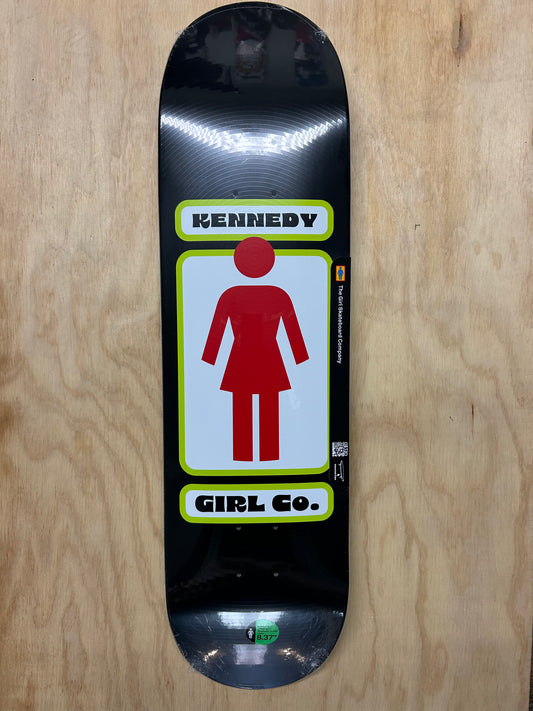 KENNEDY
The Girl Skateboard Company
GIRL Co.
8.37"